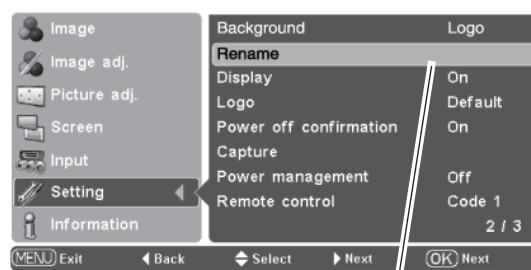 Image
Image adj.
Picture adj.
Screen
Input
Setting
Information
Background Logo
Rename
Display On
Logo Default
Power off confirmation On
Capture
Power management Off
Remote control Code 1
2 / 3
MENU Exit Back Select Next OK Next